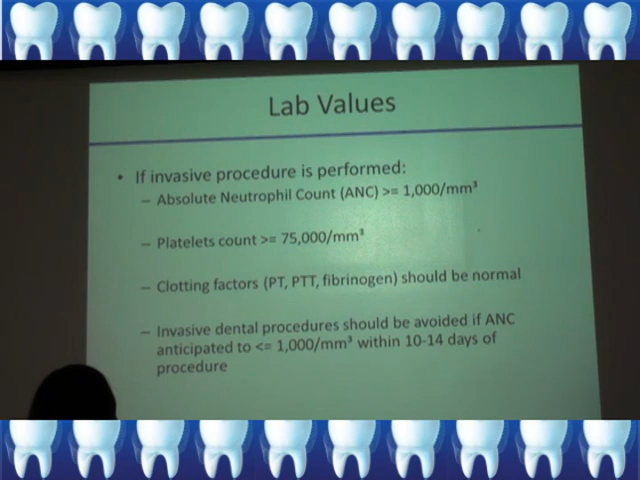 Lab Values
• If invasive procedure is performed:
– Absolute Neutrophil Count (ANC) >= 1,000/mm³
– Platelets count >= 75,000/mm³
– Clotting factors (PT, PTT, fibrinogen) should be normal
– Invasive dental procedures should be avoided if ANC
anticipated to <= 1,000/mm³ within 10-14 days of
procedure